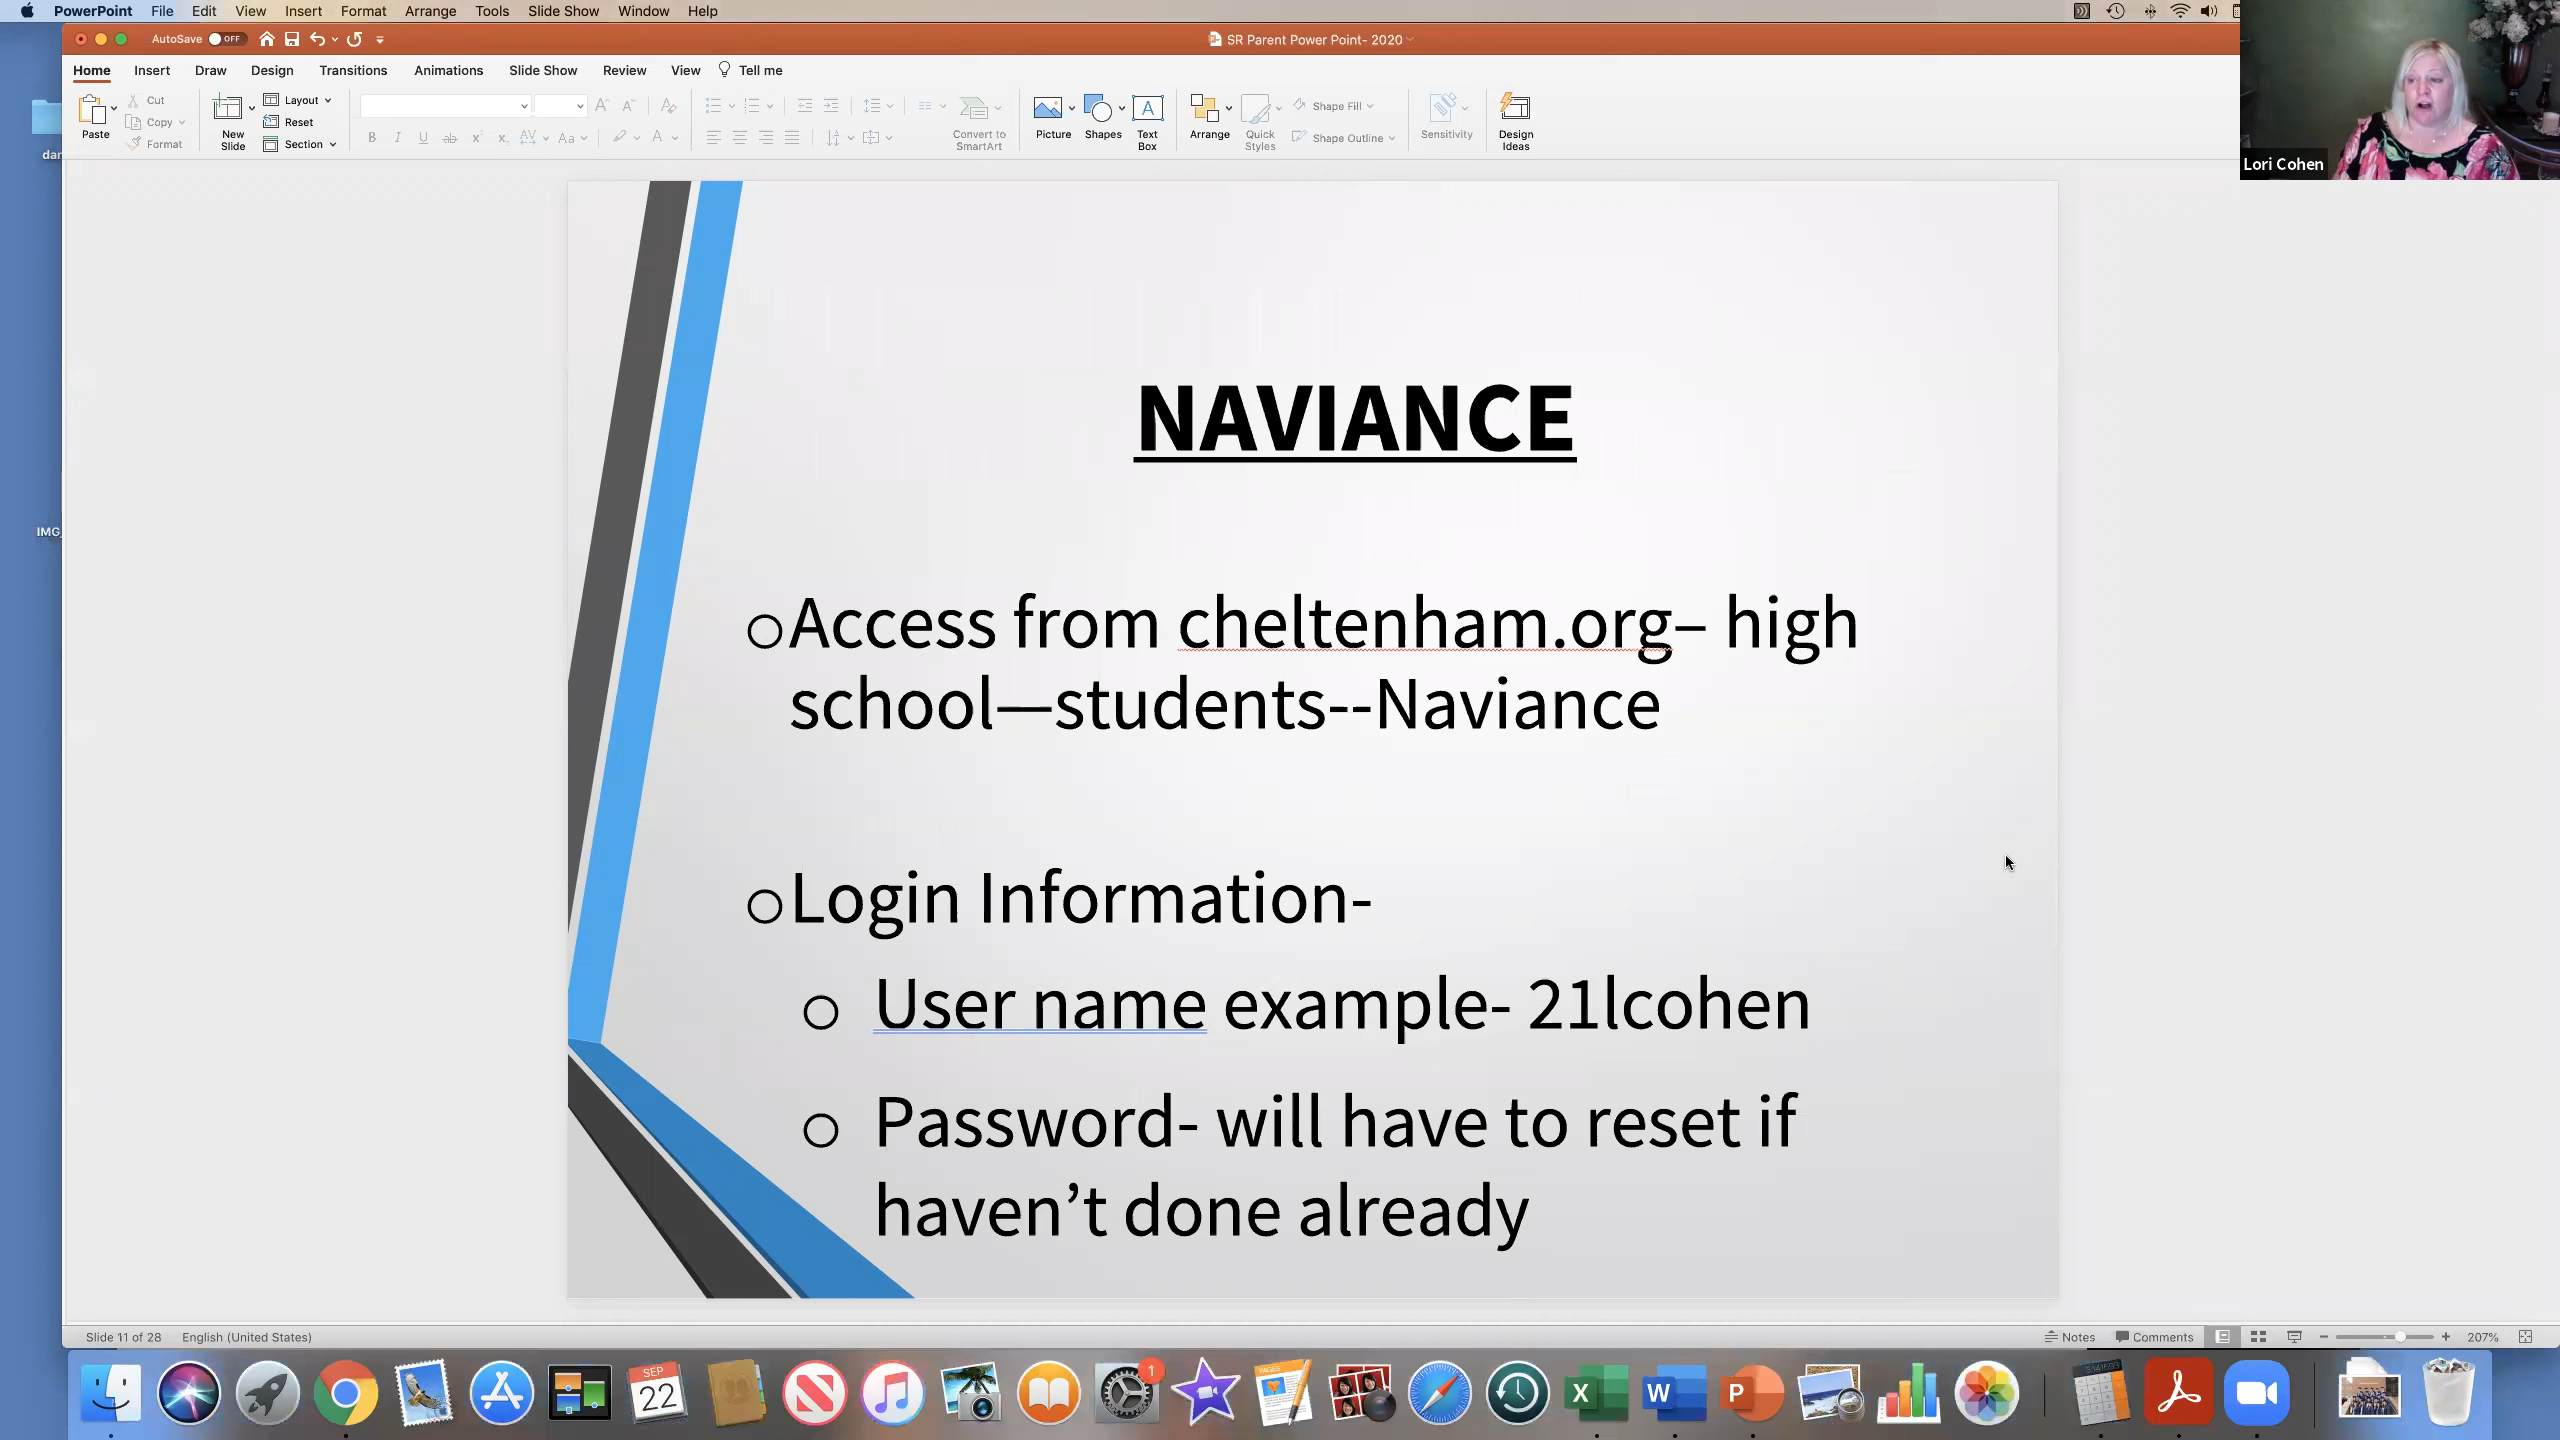 PowerPoint File Edit View Insert Format Arrange Tools Slide Show Window Help
AutoSave OFF
SR Parent Power Point- 2020
Home Insert Draw Design Transitions Animations Slide Show Review View Tell me
Paste
Cut
Copy
Format
New Slide
Layout
Reset
Section
Convert to SmartArt
Picture
Shapes
Text Box
Arrange
Quick Styles
Shape Fill
Shape Outline
Sensitivity
Design Ideas
Lori Cohen
IMG_
NAVIANCE
Access from cheltenham.org– high
school—students--Naviance
Login Information-
User name example- 21lcohen
Password- will have to reset if
haven’t done already
Slide 11 of 28 English (United States)
Notes Comments 207%
SEP
22
1
X
W
P